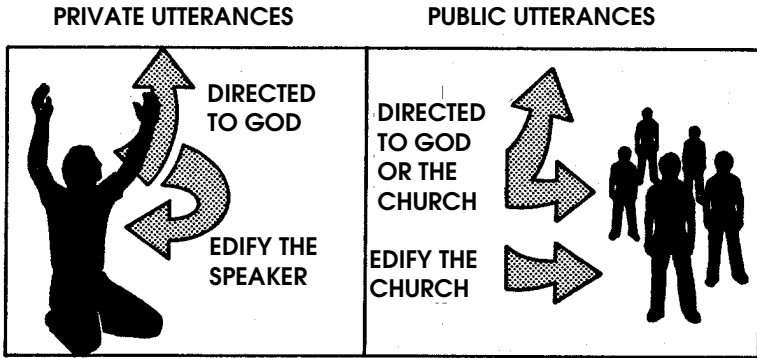 PRIVATE UTTERANCES
PUBLIC UTTERANCES
DIRECTED
TO GOD
EDIFY THE
SPEAKER
DIRECTED
TO GOD
OR THE
CHURCH
EDIFY THE
CHURCH